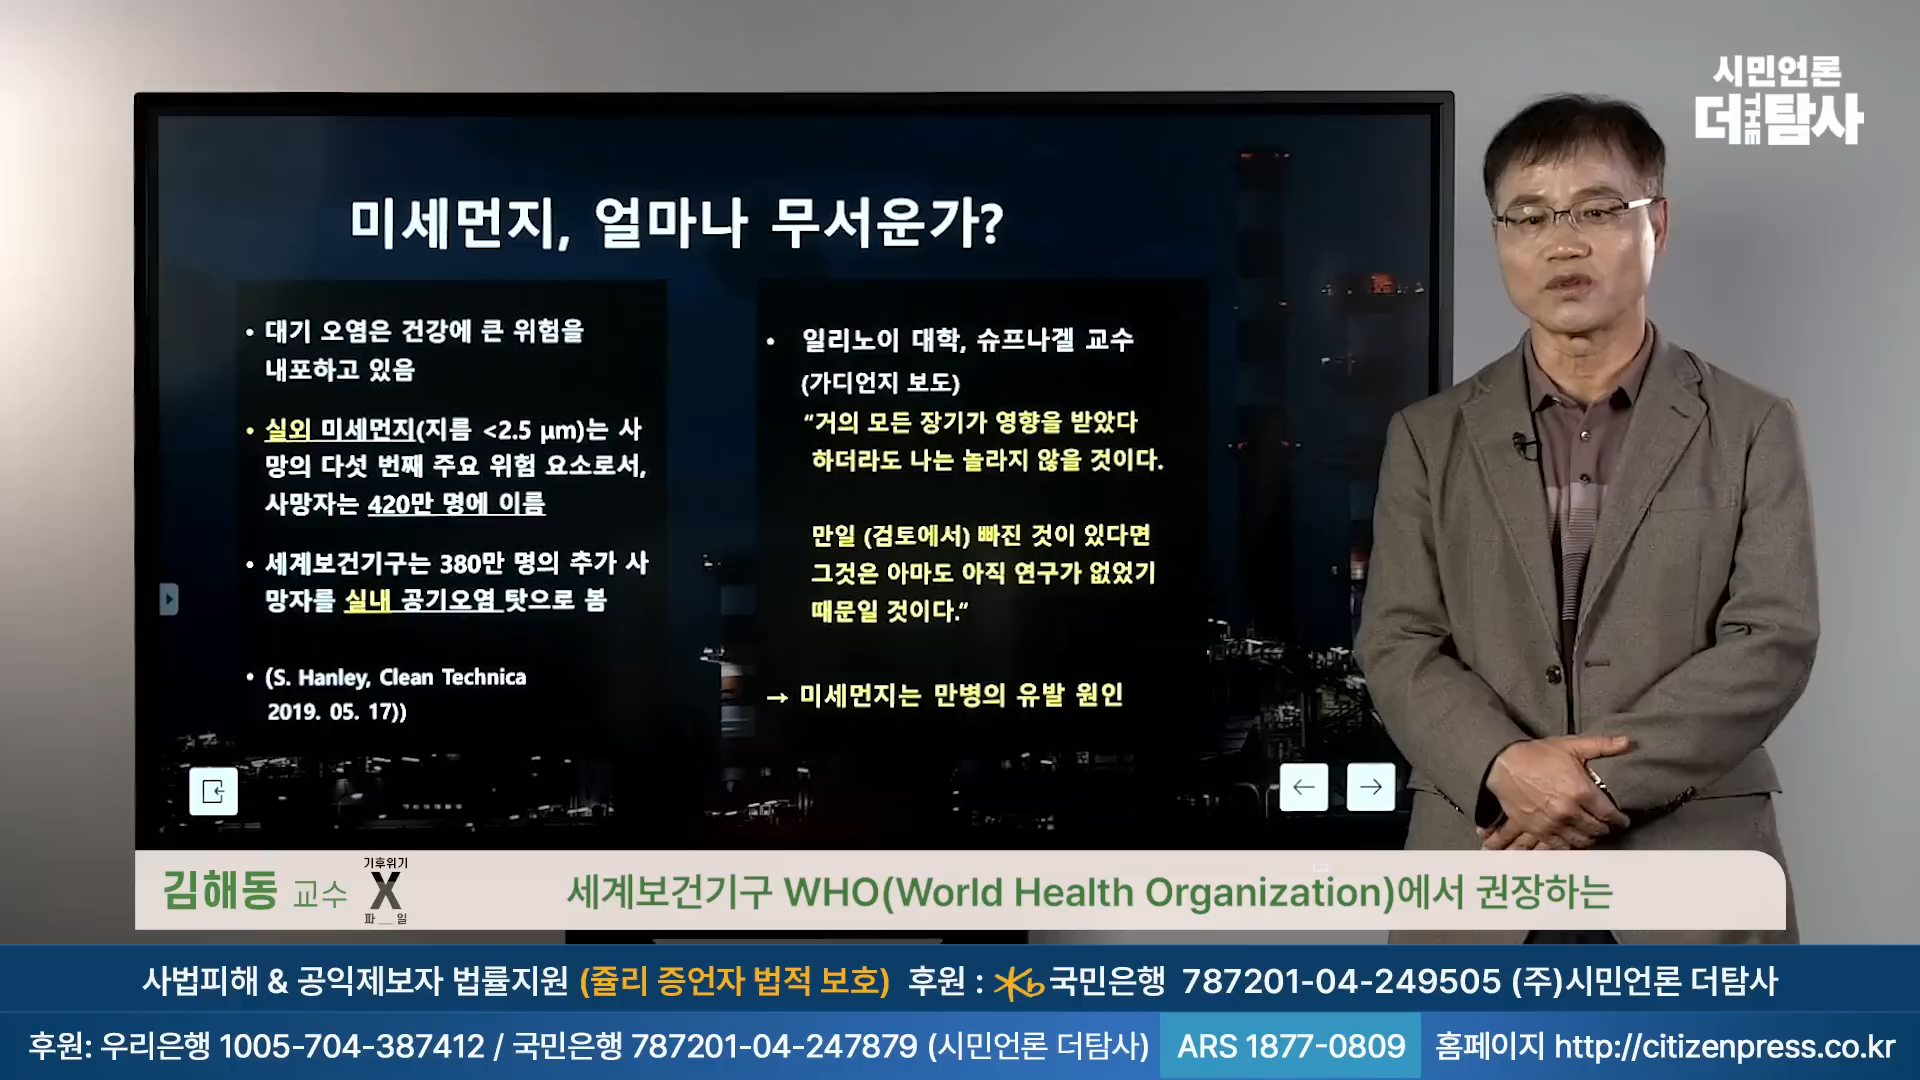 시민언론
더탐사
미세먼지, 얼마나 무서운가?
• 대기 오염은 건강에 큰 위험을
내포하고 있음
• 실외 미세먼지(지름 <2.5 μm)는 사
망의 다섯 번째 주요 위험 요소로서,
사망자는 420만 명에 이름
• 세계보건기구는 380만 명의 추가 사
망자를 실내 공기오염 탓으로 봄
• (S. Hanley, Clean Technica
2019. 05. 17))
• 일리노이 대학, 슈프나겔 교수
(가디언지 보도)
“거의 모든 장기가 영향을 받았다
하더라도 나는 놀라지 않을 것이다.
만일 (검토에서) 빠진 것이 있다면
그것은 아마도 아직 연구가 없었기
때문일 것이다.“
→ 미세먼지는 만병의 유발 원인
김해동 교수
기후위기
X
파__일
세계보건기구 WHO(World Health Organization)에서 권장하는
사법피해 & 공익제보자 법률지원 (쥴리 증언자 법적 보호) 후원 : 국민은행 787201-04-249505 (주)시민언론 더탐사
후원: 우리은행 1005-704-387412 / 국민은행 787201-04-247879 (시민언론 더탐사) ARS 1877-0809 홈페이지 http://citizenpress.co.kr